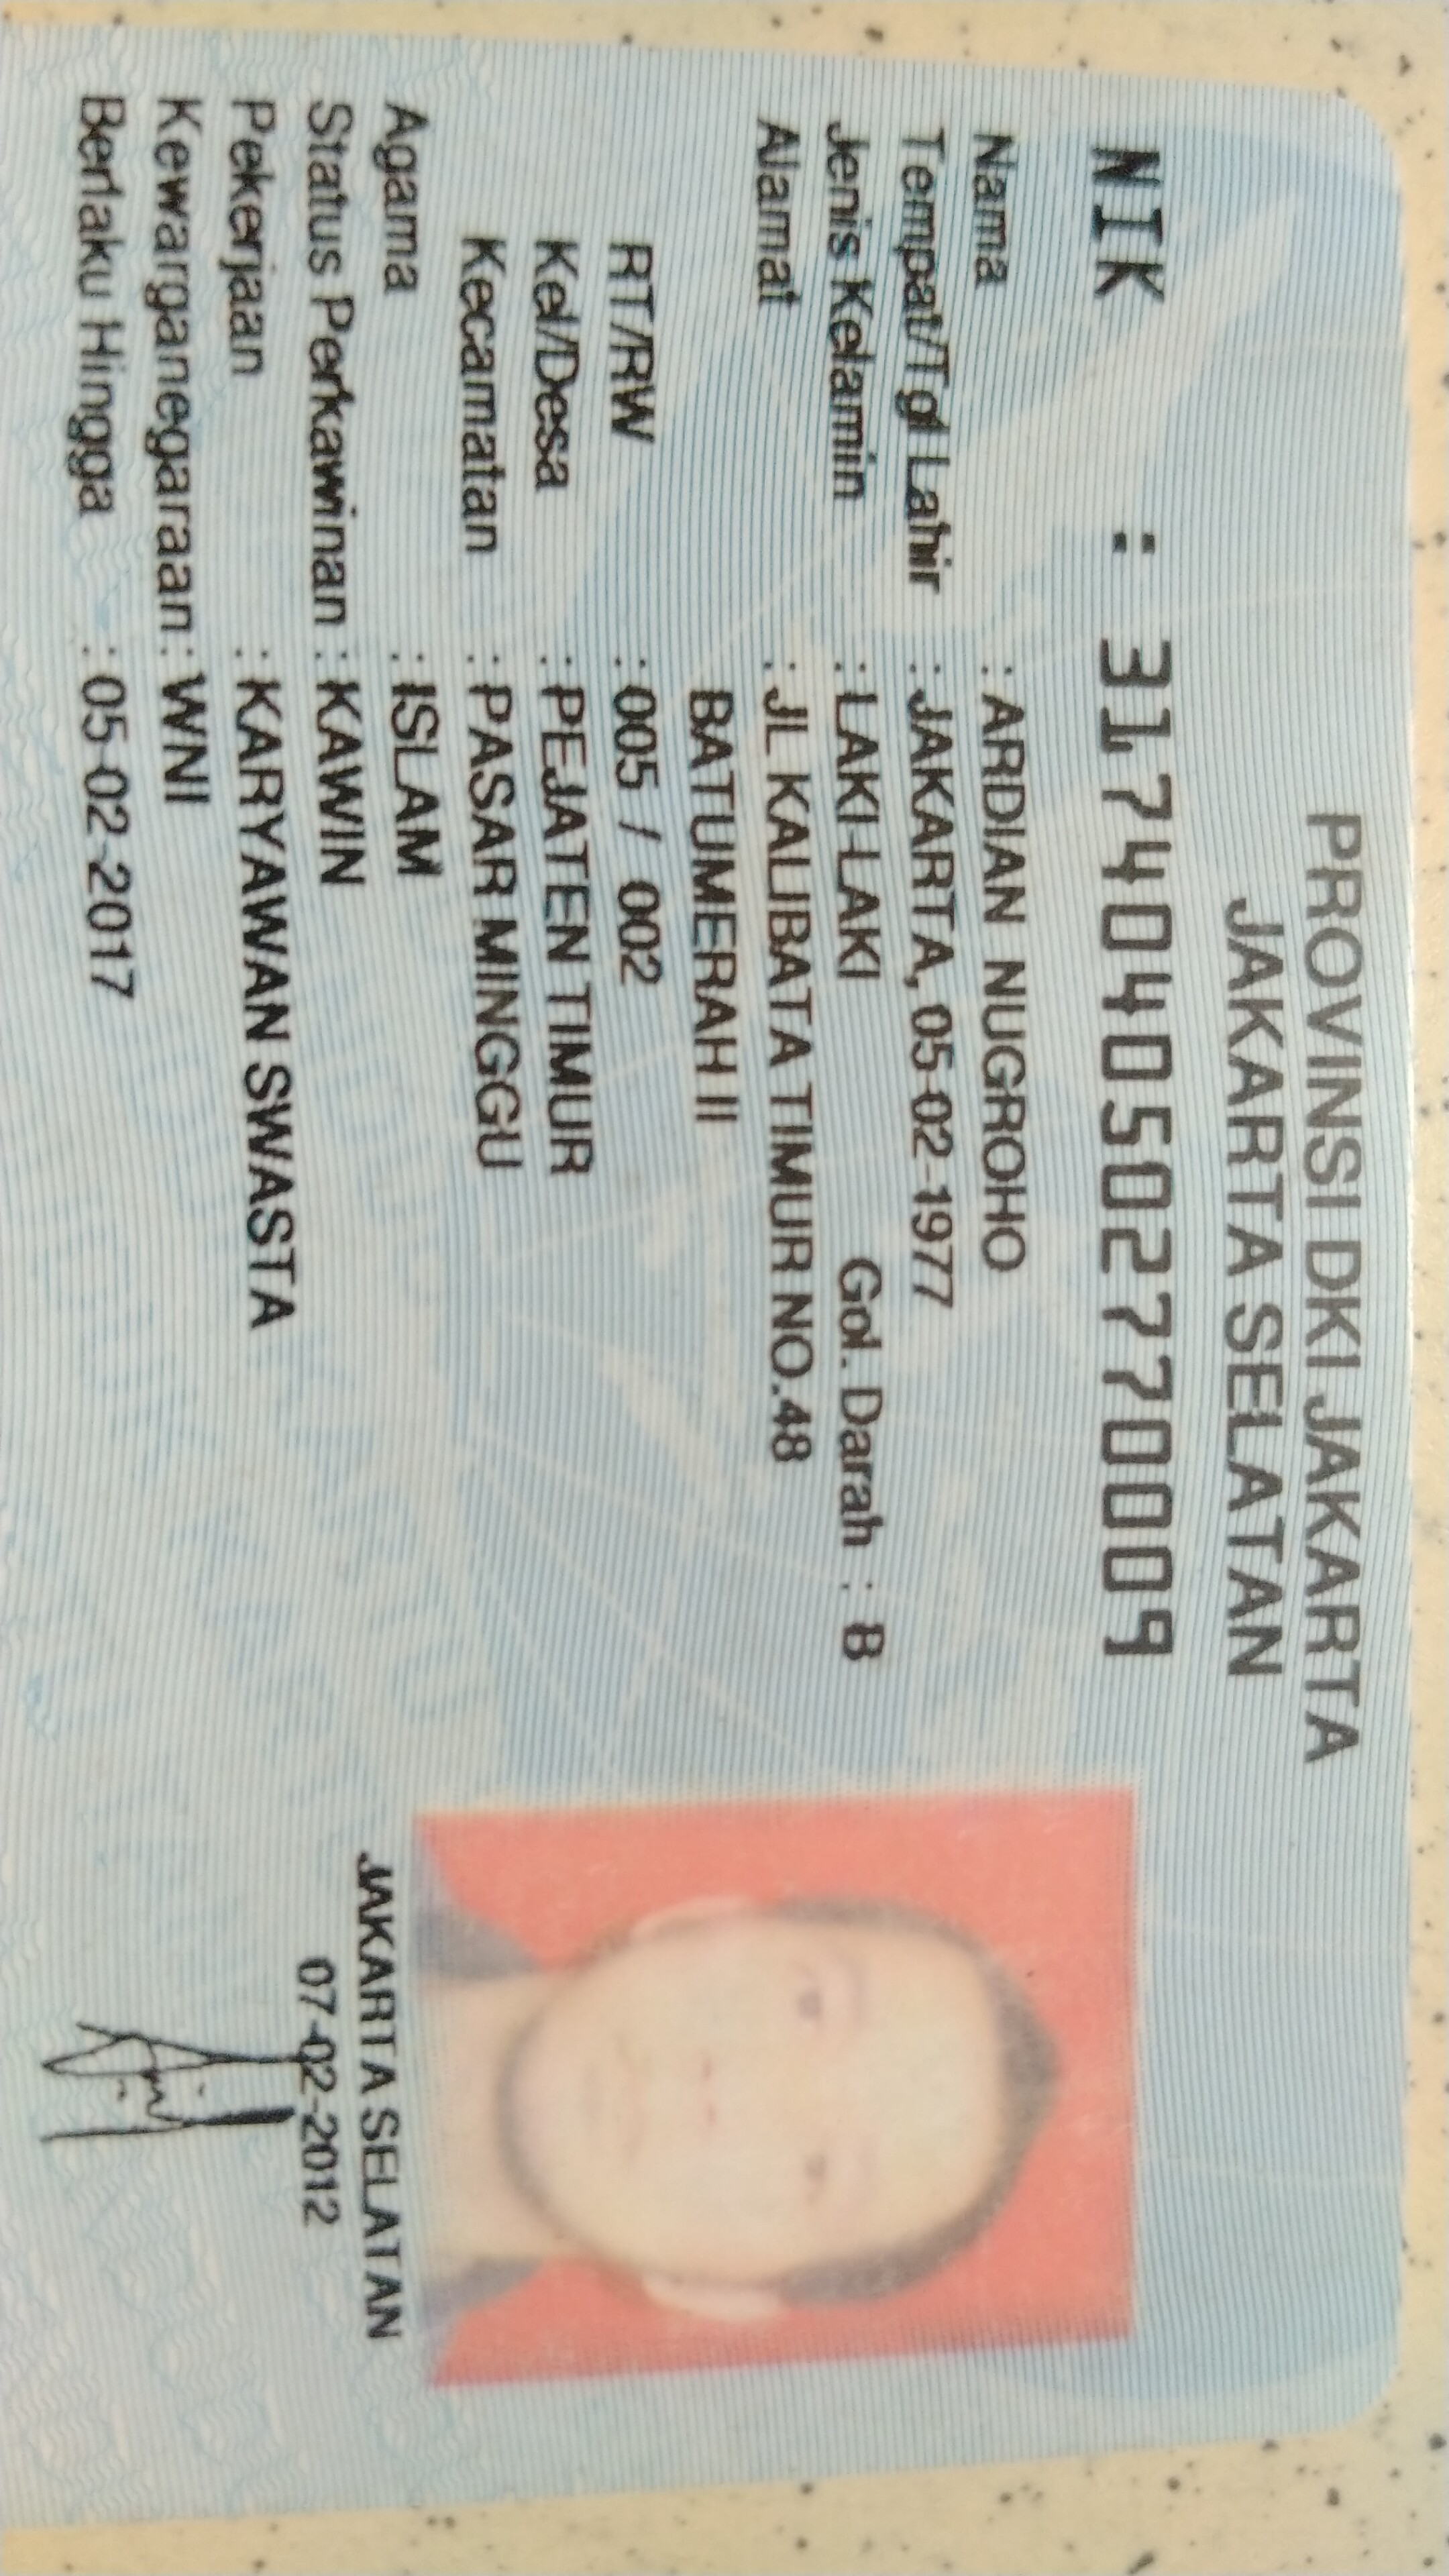 PROVINSI DKI JAKARTA
JAKARTA SELATAN
NIK : 3174040502770009
Nama : ARDIAN NUGROHO
Tempat/Tgl Lahir : JAKARTA, 05-02-1977
Jenis Kelamin : LAKI-LAKI Gol. Darah : B
Alamat : JL KALIBATA TIMUR NO.48
BATUMERAH II
RT/RW : 005 / 002
Kel/Desa : PEJATEN TIMUR
Kecamatan : PASAR MINGGU
Agama : ISLAM
Status Perkawinan : KAWIN
Pekerjaan : KARYAWAN SWASTA
Kewarganegaraan : WNI
Berlaku Hingga : 05-02-2017
JAKARTA SELATAN
07-02-2012